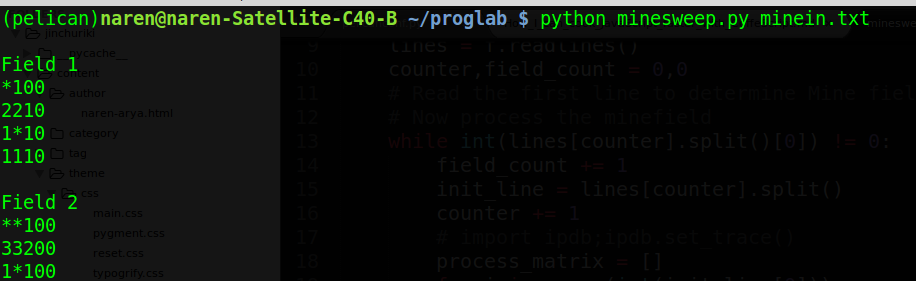 (pelican)naren@naren-Satellite-C40-B ~/proglab $ python minesweep.py minein.txt
jinchuriki
__pycache__
content
author
naren-arya.html
category
tag
theme
css
main.css
pygment.css
reset.css
typogrify.css
Field 1
*100
2210
1*10
1110
Field 2
**100
33200
1*100
9 lines = f.readlines()
10 counter,field_count = 0,0
11 # Read the first line to determine Mine fiel
12 # Now process the minefield
13 while int(lines[counter].split()[0]) != 0:
14 field_count += 1
15 init_line = lines[counter].split()
16 counter += 1
17 # import ipdb;ipdb.set_trace()
18 process_matrix = []